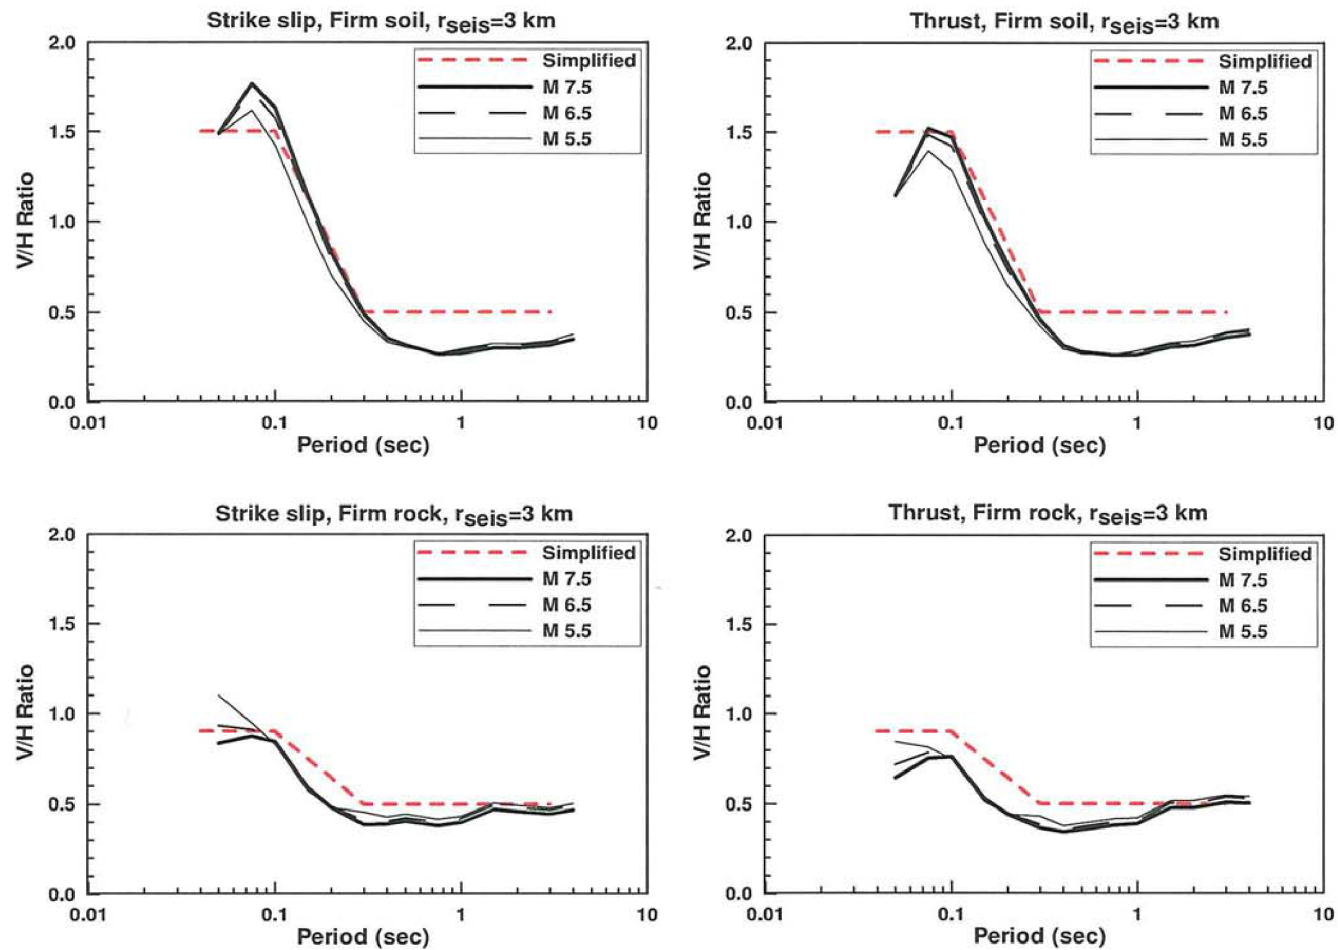 Strike slip, Firm soil, rseis=3 km
2.0
1.5
1.0
0.5
0.0
V/H Ratio
Simplified
M 7.5
M 6.5
M 5.5
0.01
0.1
1
10
Period (sec)
Thrust, Firm soil, rseis=3 km
2.0
1.5
1.0
0.5
0.0
V/H Ratio
Simplified
M 7.5
M 6.5
M 5.5
0.01
0.1
1
10
Period (sec)
Strike slip, Firm rock, rseis=3 km
2.0
1.5
1.0
0.5
0.0
V/H Ratio
Simplified
M 7.5
M 6.5
M 5.5
0.01
0.1
1
10
Period (sec)
Thrust, Firm rock, rseis=3 km
2.0
1.5
1.0
0.5
0.0
V/H Ratio
Simplified
M 7.5
M 6.5
M 5.5
0.01
0.1
1
10
Period (sec)